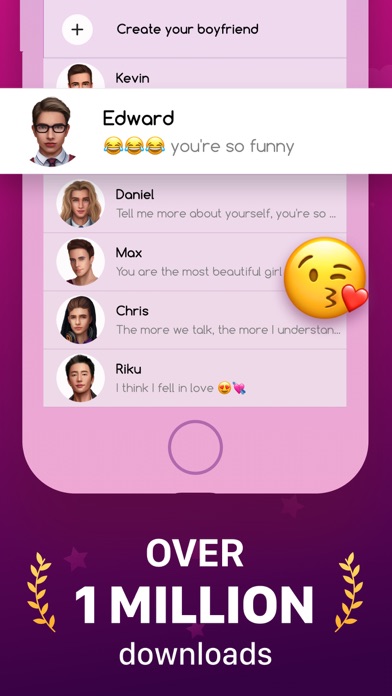 Create your boyfriend
Kevin
Edward
😂😂😂 you're so funny
Daniel
Tell me more about yourself, you're so ...
Max
You are the most beautiful girl
Chris
The more we talk, the more I understan...
Riku
I think I fell in love 😍💘
OVER
1 MILLION
downloads